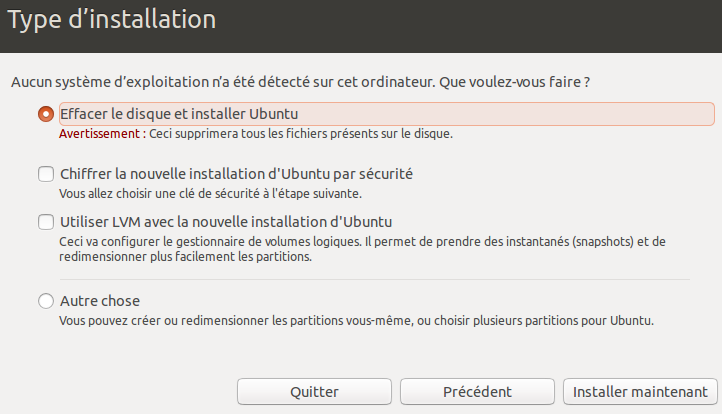 Type d’installation
Aucun système d’exploitation n’a été détecté sur cet ordinateur. Que voulez-vous faire ?
Effacer le disque et installer Ubuntu
Avertissement : Ceci supprimera tous les fichiers présents sur le disque.
Chiffrer la nouvelle installation d'Ubuntu par sécurité
Vous allez choisir une clé de sécurité à l'étape suivante.
Utiliser LVM avec la nouvelle installation d'Ubuntu
Ceci va configurer le gestionnaire de volumes logiques. Il permet de prendre des instantanés (snapshots) et de
redimensionner plus facilement les partitions.
Autre chose
Vous pouvez créer ou redimensionner les partitions vous-même, ou choisir plusieurs partitions pour Ubuntu.
Quitter
Précédent
Installer maintenant